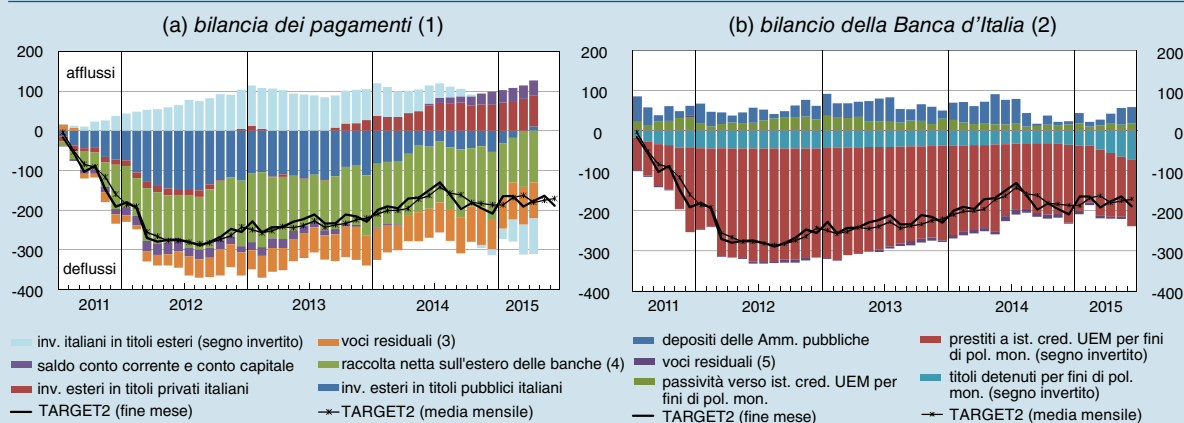 (a) bilancia dei pagamenti (1)
200
100
0
-100
-200
-300
-400
afflussi
deflussi
2011 2012 2013 2014 2015
inv. italiani in titoli esteri (segno invertito)
saldo conto corrente e conto capitale
inv. esteri in titoli privati italiani
TARGET2 (fine mese)
voci residuali (3)
raccolta netta sull'estero delle banche (4)
inv. esteri in titoli pubblici italiani
TARGET2 (media mensile)
(b) bilancio della Banca d'Italia (2)
200
100
0
-100
-200
-300
-400
200
100
0
-100
-200
-300
-400
2011 2012 2013 2014 2015
depositi delle Amm. pubbliche
voci residuali (5)
passività verso ist. cred. UEM per
fini di pol. mon.
TARGET2 (fine mese)
prestiti a ist. cred. UEM per fini
di pol. mon. (segno invertito)
titoli detenuti per fini di pol.
mon. (segno invertito)
TARGET2 (media mensile)